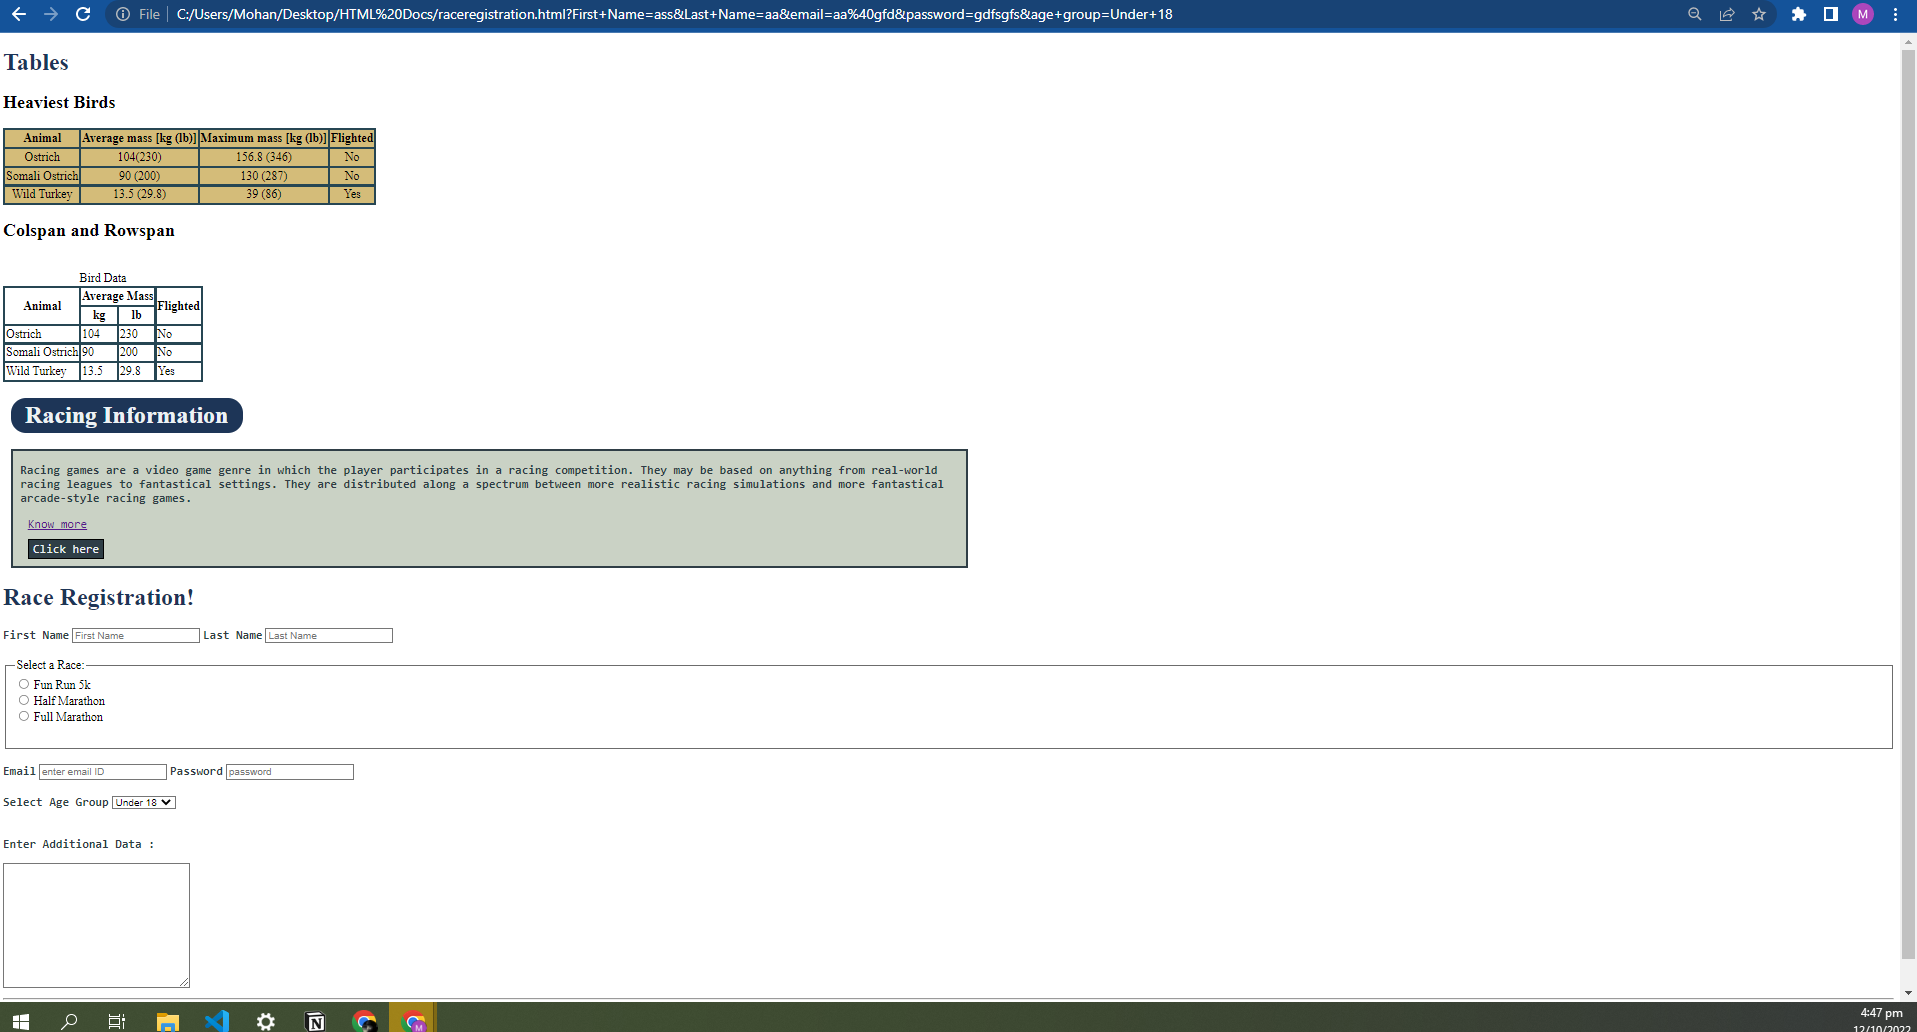 File C:/Users/Mohan/Desktop/HTML%20Docs/raceregistration.html?First+Name=ass&Last+Name=aa&email=aa%40gfd&password=gdfsgfs&age+group=Under+18 M
Tables
Heaviest Birds
Animal Average mass [kg (lb)] Maximum mass [kg (lb)] Flighted
Ostrich 104(230) 156.8 (346) No
Somali Ostrich 90 (200) 130 (287) No
Wild Turkey 13.5 (29.8) 39 (86) Yes
Colspan and Rowspan
Bird Data
Animal Average Mass Flighted
kg lb
Ostrich 104 230 No
Somali Ostrich 90 200 No
Wild Turkey 13.5 29.8 Yes
Racing Information
Racing games are a video game genre in which the player participates in a racing competition. They may be based on anything from real-world
racing leagues to fantastical settings. They are distributed along a spectrum between more realistic racing simulations and more fantastical
arcade-style racing games.
Know more
Click here
Race Registration!
First Name First Name Last Name Last Name
Select a Race:
Fun Run 5k
Half Marathon
Full Marathon
Email enter email ID Password password
Select Age Group Under 18
Enter Additional Data :
N M 4:47 pm
12/10/2022